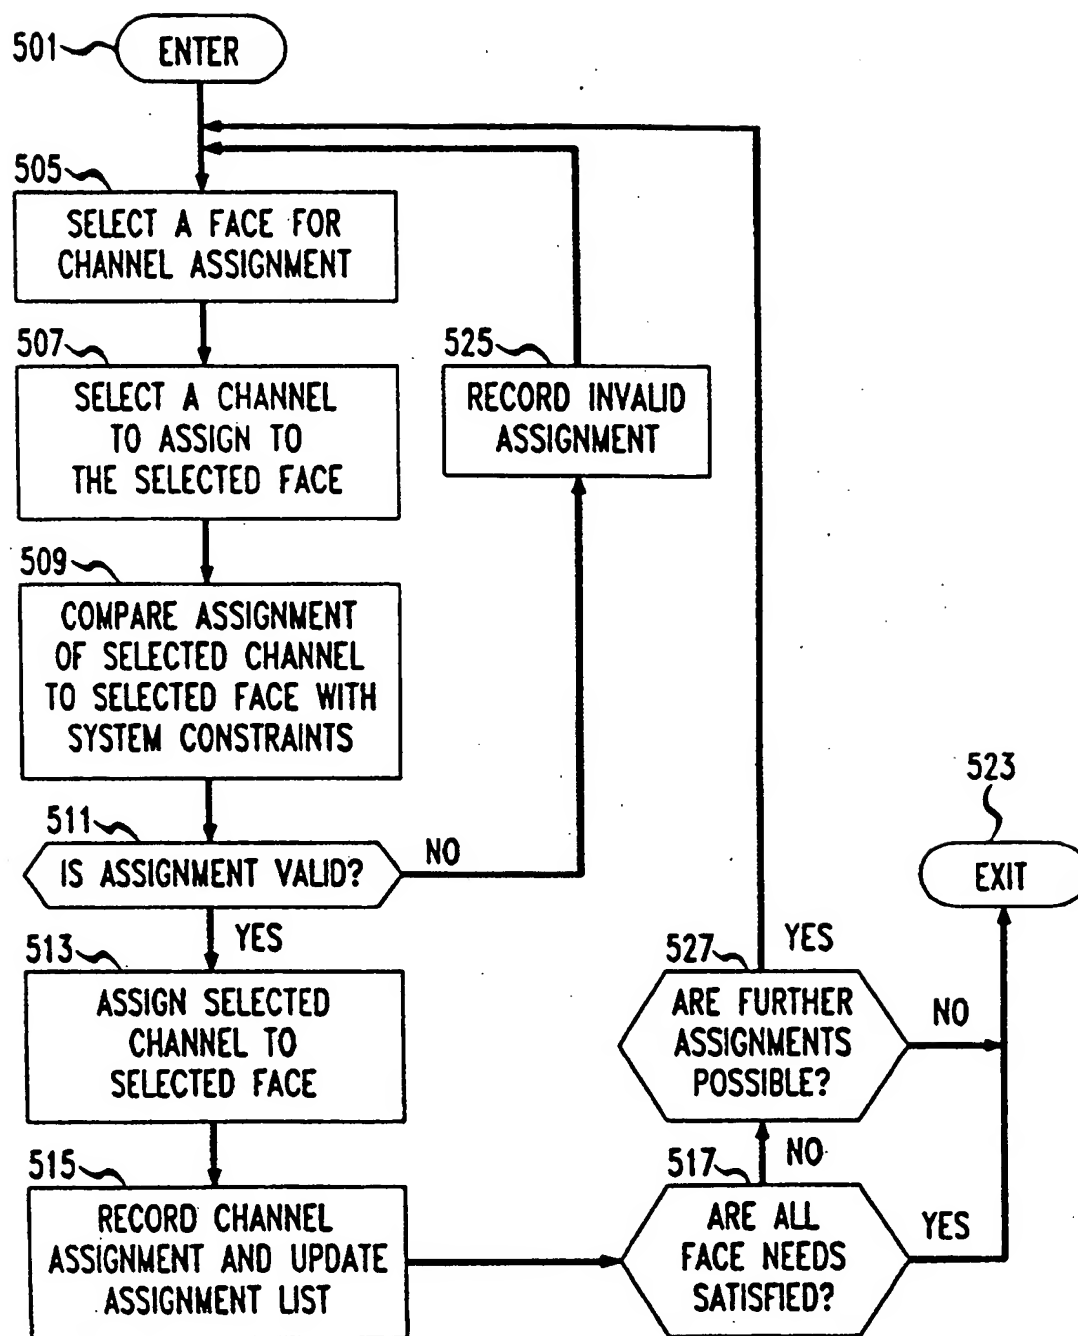 501
ENTER
505
SELECT A FACE FOR
CHANNEL ASSIGNMENT
507
SELECT A CHANNEL
TO ASSIGN TO
THE SELECTED FACE
525
RECORD INVALID
ASSIGNMENT
509
COMPARE ASSIGNMENT
OF SELECTED CHANNEL
TO SELECTED FACE WITH
SYSTEM CONSTRAINTS
511
IS ASSIGNMENT VALID?
NO
YES
513
ASSIGN SELECTED
CHANNEL TO
SELECTED FACE
515
RECORD CHANNEL
ASSIGNMENT AND UPDATE
ASSIGNMENT LIST
517
ARE ALL
FACE NEEDS
SATISFIED?
NO
YES
527
ARE FURTHER
ASSIGNMENTS
POSSIBLE?
YES
NO
523
EXIT